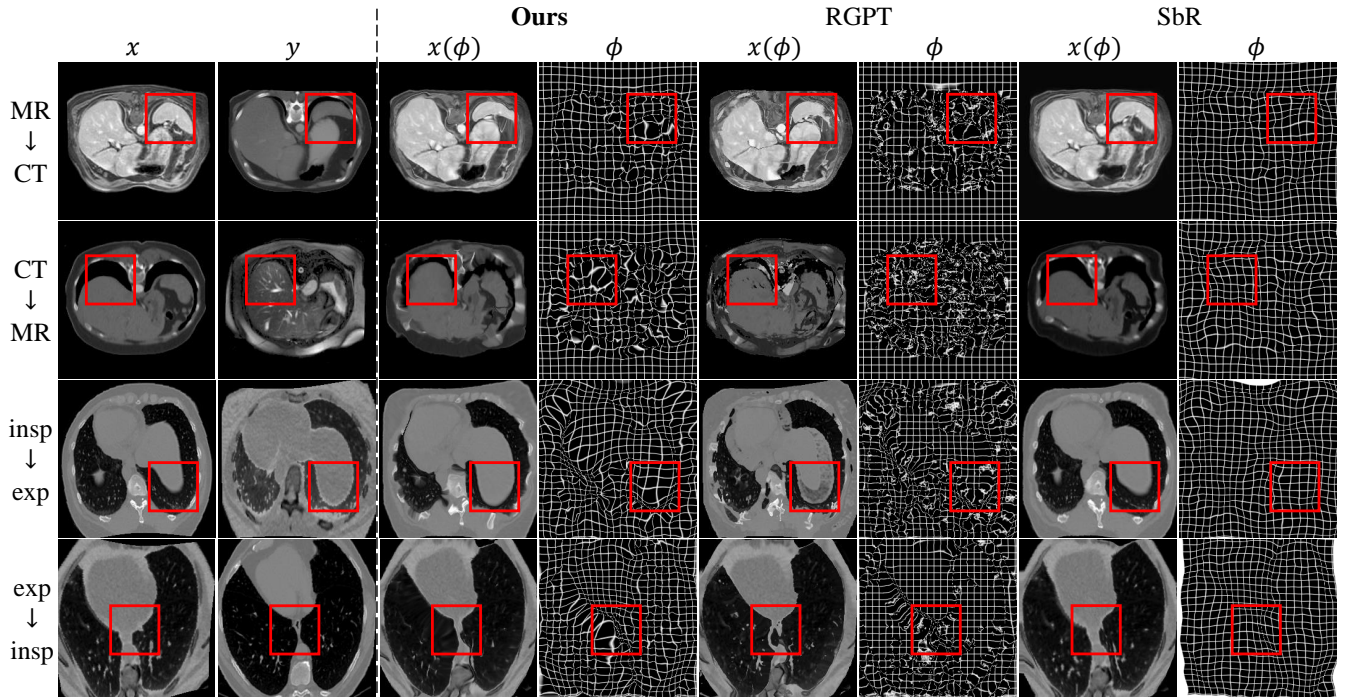 Ours RGPT SbR
x y x(ϕ) ϕ x(ϕ) ϕ x(ϕ) ϕ
MR
↓
CT
CT
↓
MR
insp
↓
exp
exp
↓
insp